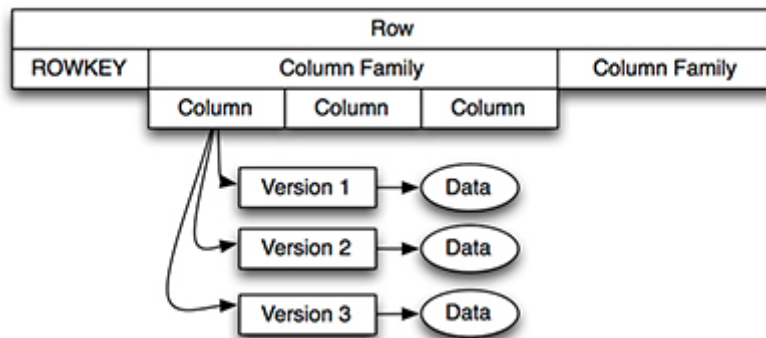 Row
ROWKEY Column Family Column Family
Column Column Column
Version 1 Data
Version 2 Data
Version 3 Data